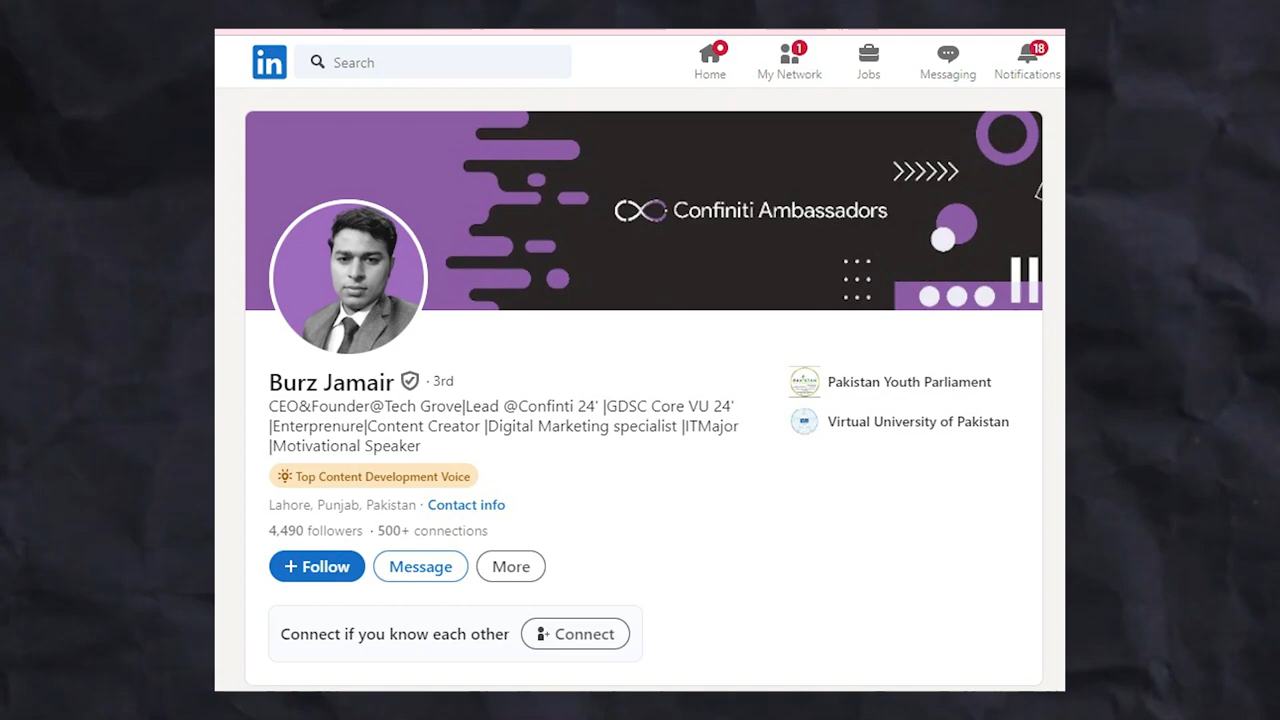 in
Search
1
18
Home
My Network
Jobs
Messaging
Notifications
Confiniti Ambassadors
Burz Jamair · 3rd
CEO&Founder@Tech Grove|Lead @Confinti 24' |GDSC Core VU 24'
|Enterprenure|Content Creator |Digital Marketing specialist |ITMajor
|Motivational Speaker
Top Content Development Voice
Lahore, Punjab, Pakistan · Contact info
4,490 followers · 500+ connections
+ Follow
Message
More
Connect if you know each other
Connect
Pakistan Youth Parliament
Virtual University of Pakistan